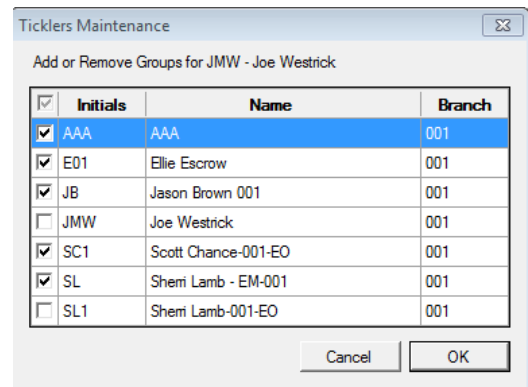 Ticklers Maintenance
Add or Remove Groups for JMW - Joe Westrick
Initials Name Branch
AAA AAA 001
E01 Ellie Escrow 001
JB Jason Brown 001 001
JMW Joe Westrick 001
SC1 Scott Chance-001-EO 001
SL Sherri Lamb - EM-001 001
SL1 Sherri Lamb-001-EO 001
Cancel OK